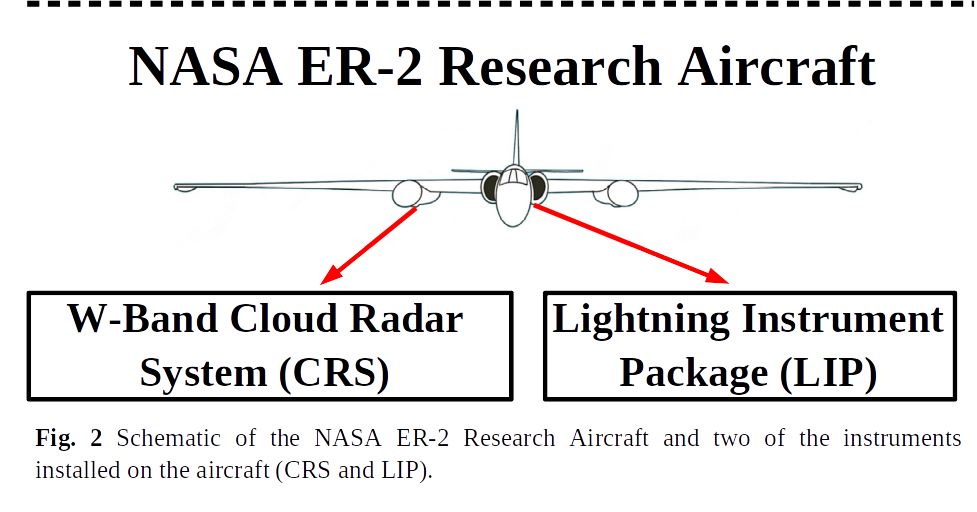 NASA ER-2 Research Aircraft
W-Band Cloud Radar
System (CRS)
Lightning Instrument
Package (LIP)
Fig. 2 Schematic of the NASA ER-2 Research Aircraft and two of the instruments
installed on the aircraft (CRS and LIP).